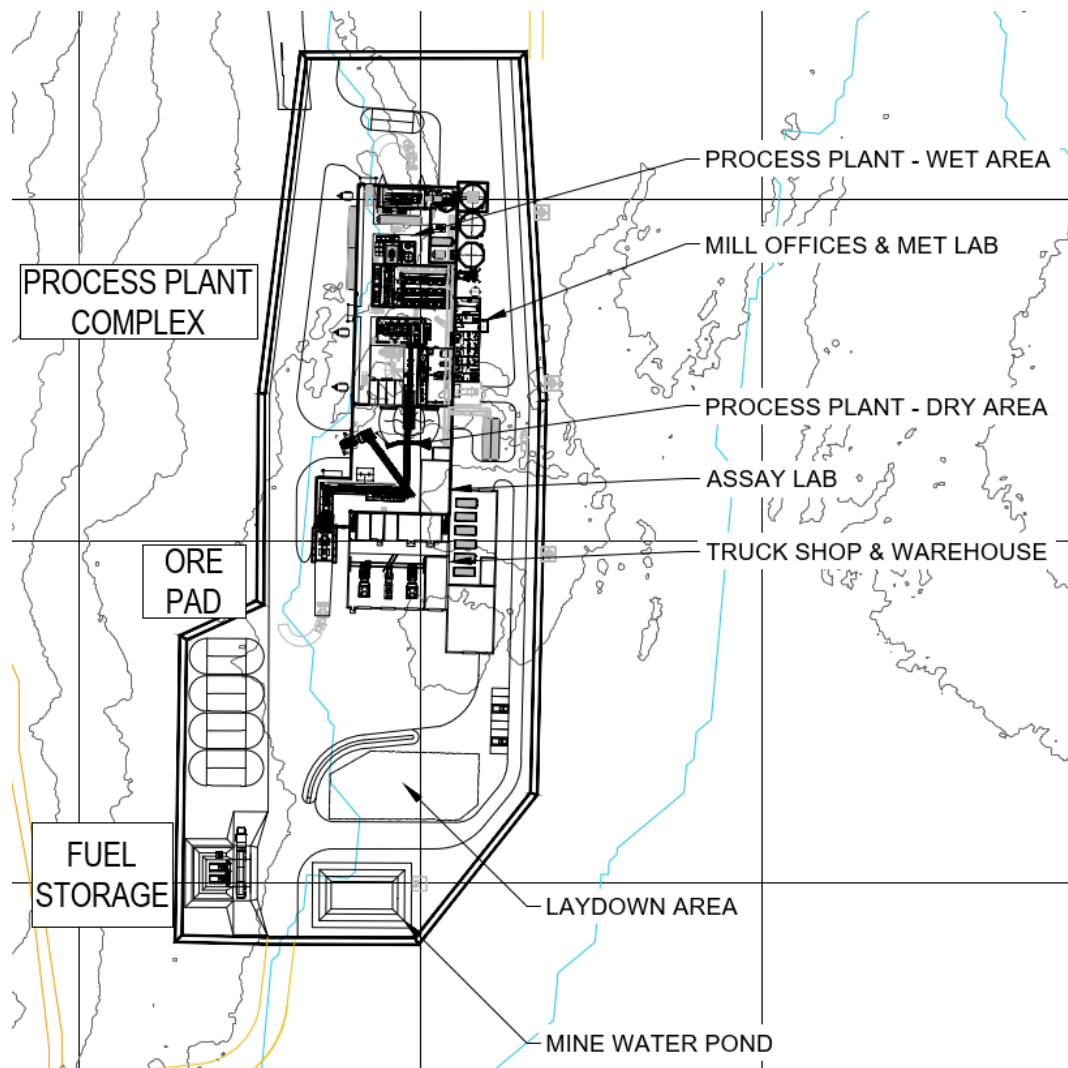 PROCESS PLANT - WET AREA
MILL OFFICES & MET LAB
PROCESS PLANT
COMPLEX
PROCESS PLANT - DRY AREA
ASSAY LAB
TRUCK SHOP & WAREHOUSE
ORE
PAD
FUEL
STORAGE
LAYDOWN AREA
MINE WATER POND